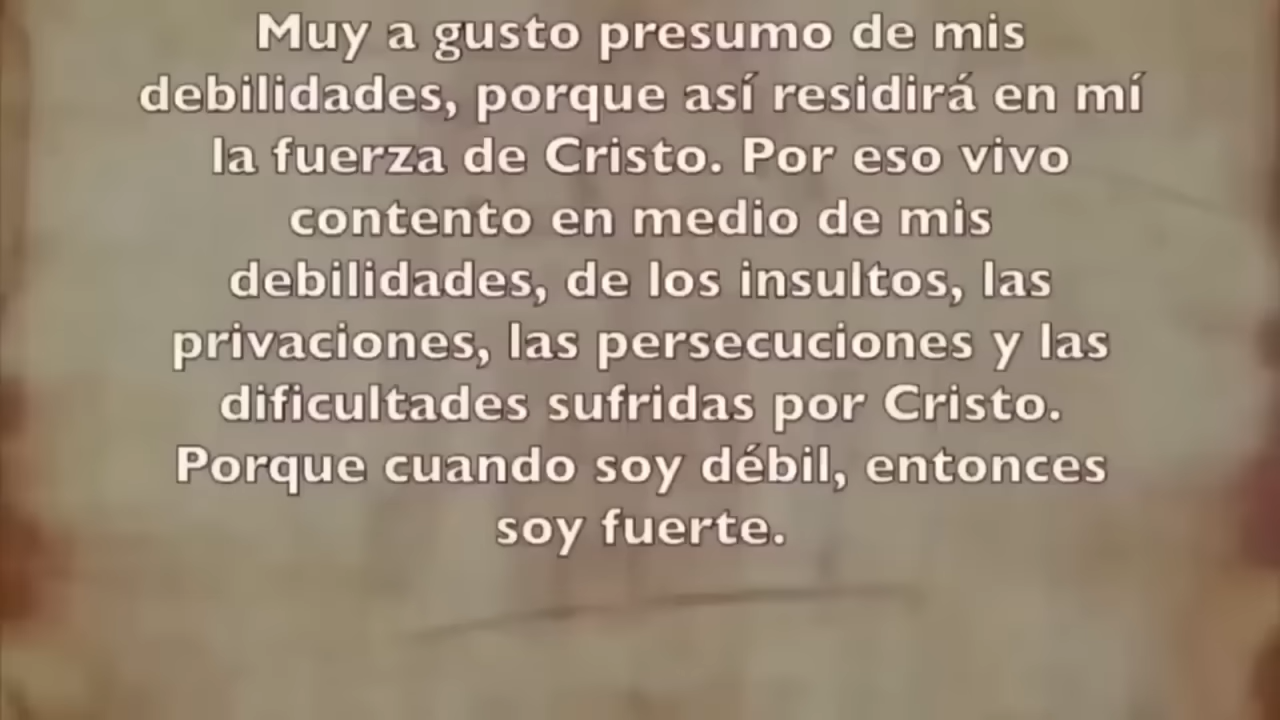 Muy a gusto presumo de mis
debilidades, porque así residirá en mí
la fuerza de Cristo. Por eso vivo
contento en medio de mis
debilidades, de los insultos, las
privaciones, las persecuciones y las
dificultades sufridas por Cristo.
Porque cuando soy débil, entonces
soy fuerte.